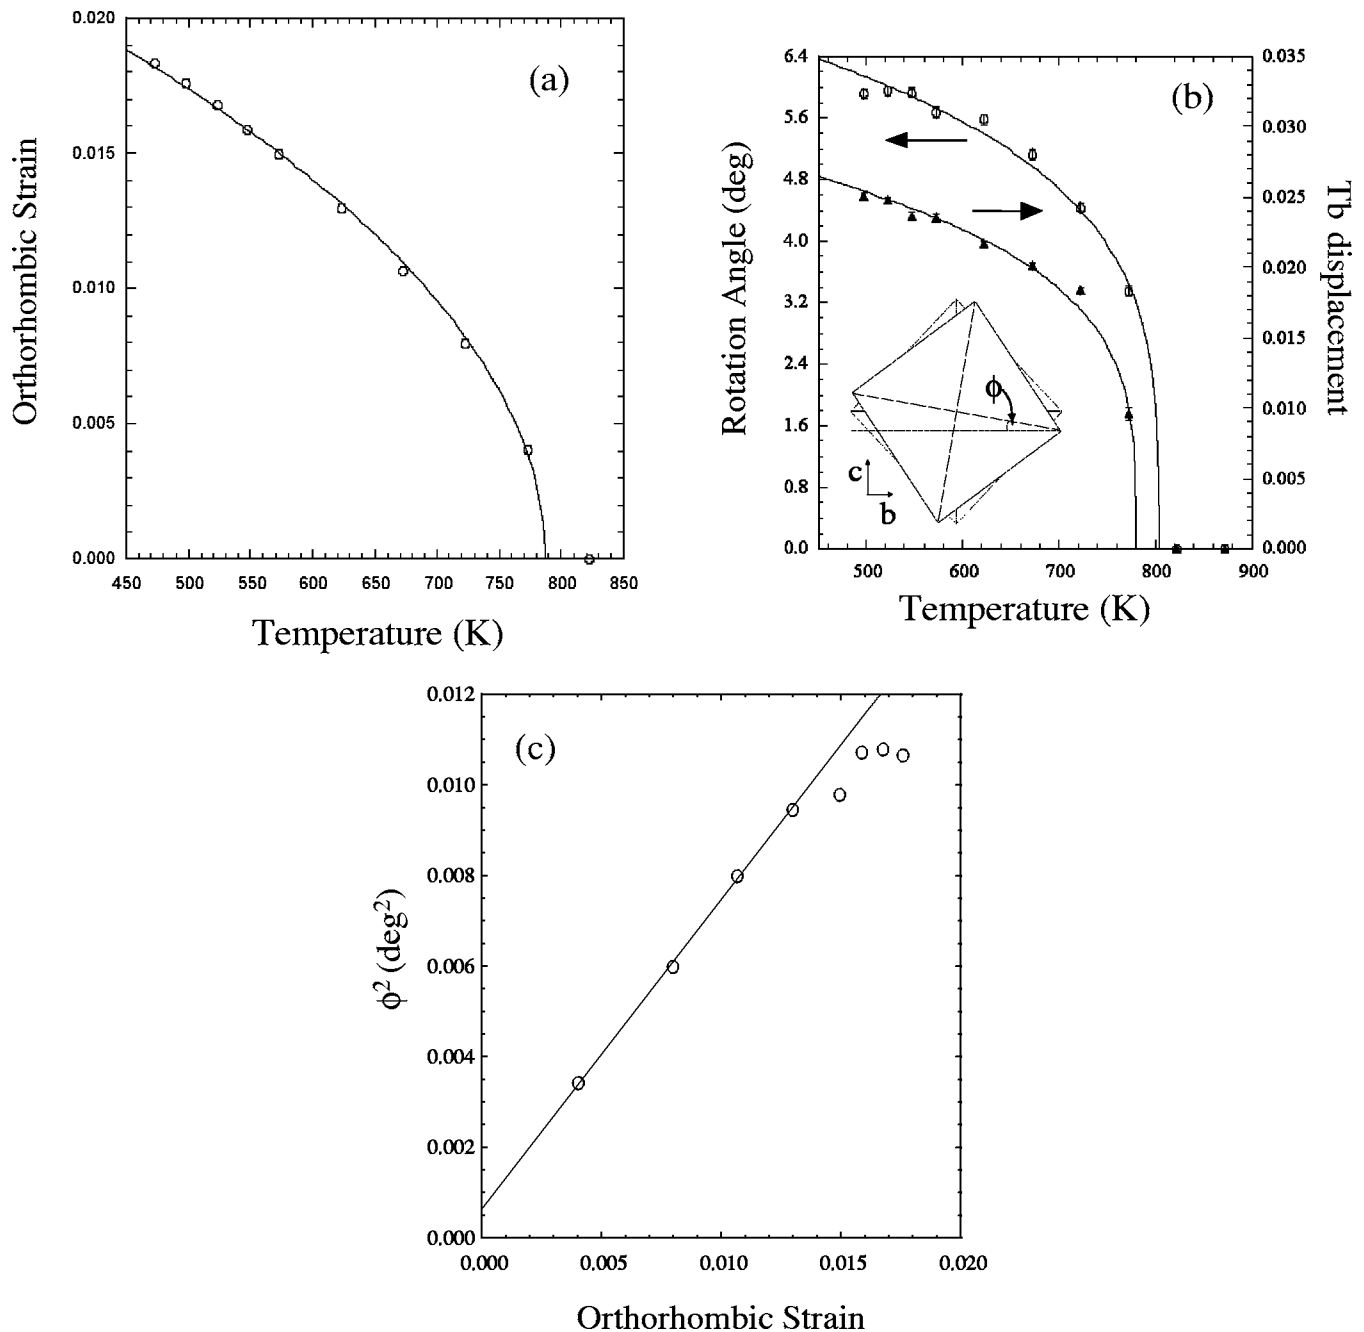 (a)
Orthorhombic Strain
0.020
0.015
0.010
0.005
0.000
450 500 550 600 650 700 750 800 850
Temperature (K)
(b)
Rotation Angle (deg)
6.4
5.6
4.8
4.0
3.2
2.4
1.6
0.8
0.0
0.035
0.030
0.025
0.020
0.015
0.010
0.005
0.000
Tb displacement
ϕ
c
b
500 600 700 800 900
Temperature (K)
(c)
ϕ² (deg²)
0.012
0.010
0.008
0.006
0.004
0.002
0.000
0.000 0.005 0.010 0.015 0.020
Orthorhombic Strain